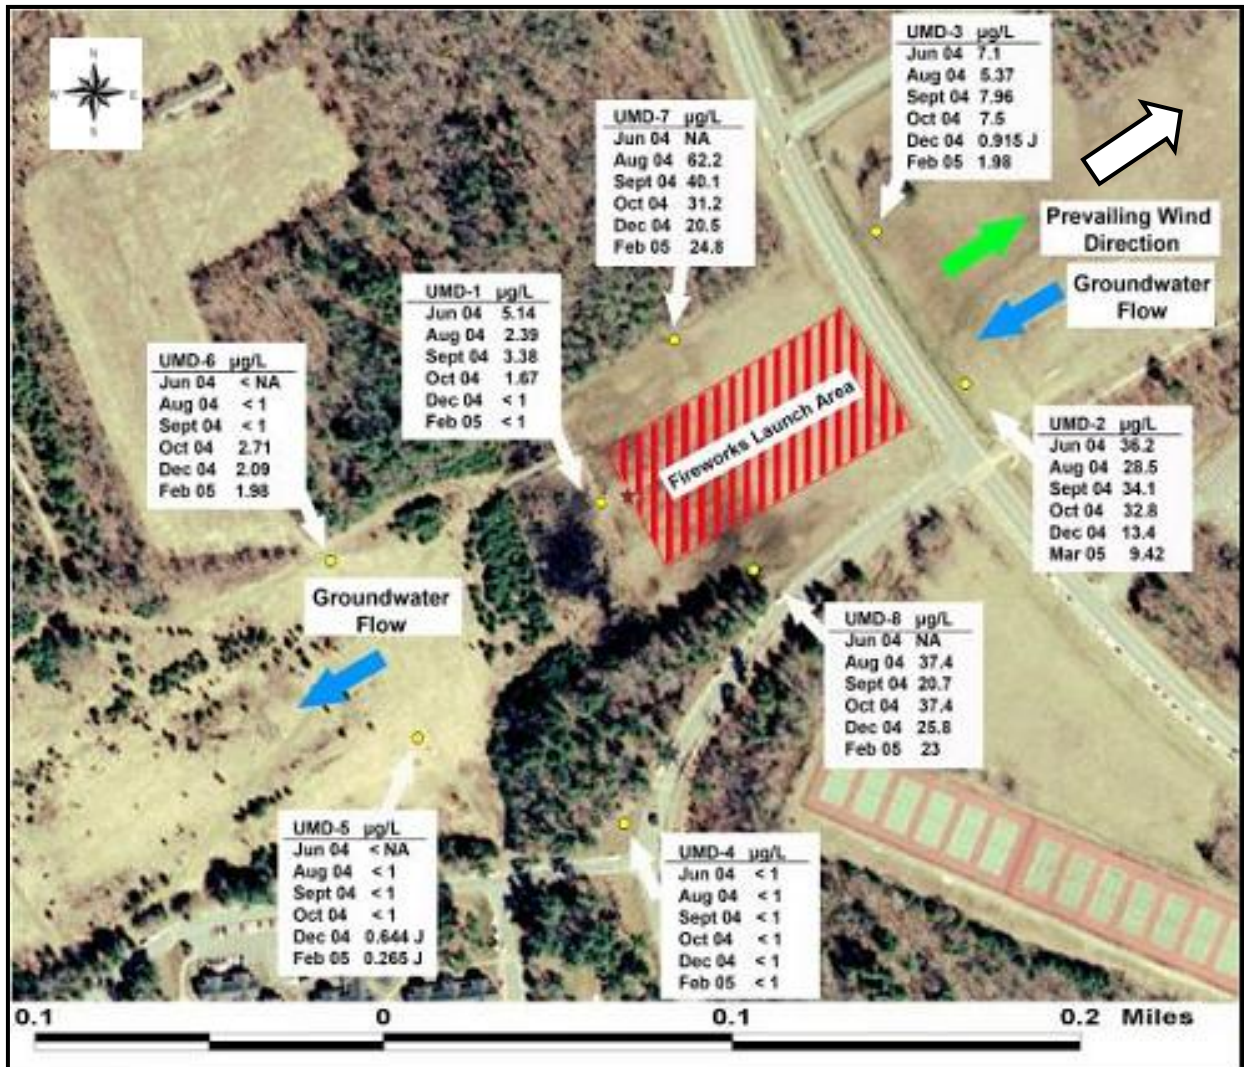 N
W E
S
UMD-3 µg/L
Jun 04 7.1
Aug 04 5.37
Sept 04 7.96
Oct 04 7.5
Dec 04 0.915 J
Feb 05 1.98
UMD-7 µg/L
Jun 04 NA
Aug 04 62.2
Sept 04 40.1
Oct 04 31.2
Dec 04 20.5
Feb 05 24.8
Prevailing Wind
Direction
Groundwater
Flow
UMD-1 µg/L
Jun 04 5.14
Aug 04 2.39
Sept 04 3.38
Oct 04 1.67
Dec 04 < 1
Feb 05 < 1
UMD-6 µg/L
Jun 04 < NA
Aug 04 < 1
Sept 04 < 1
Oct 04 2.71
Dec 04 2.09
Feb 05 1.98
Fireworks Launch Area
UMD-2 µg/L
Jun 04 36.2
Aug 04 28.5
Sept 04 34.1
Oct 04 32.8
Dec 04 13.4
Mar 05 9.42
Groundwater
Flow
UMD-8 µg/L
Jun 04 NA
Aug 04 37.4
Sept 04 20.7
Oct 04 37.4
Dec 04 25.8
Feb 05 23
UMD-5 µg/L
Jun 04 < NA
Aug 04 < 1
Sept 04 < 1
Oct 04 < 1
Dec 04 0.644 J
Feb 05 0.265 J
UMD-4 µg/L
Jun 04 < 1
Aug 04 < 1
Sept 04 < 1
Oct 04 < 1
Dec 04 < 1
Feb 05 < 1
0.1 0 0.1 0.2 Miles